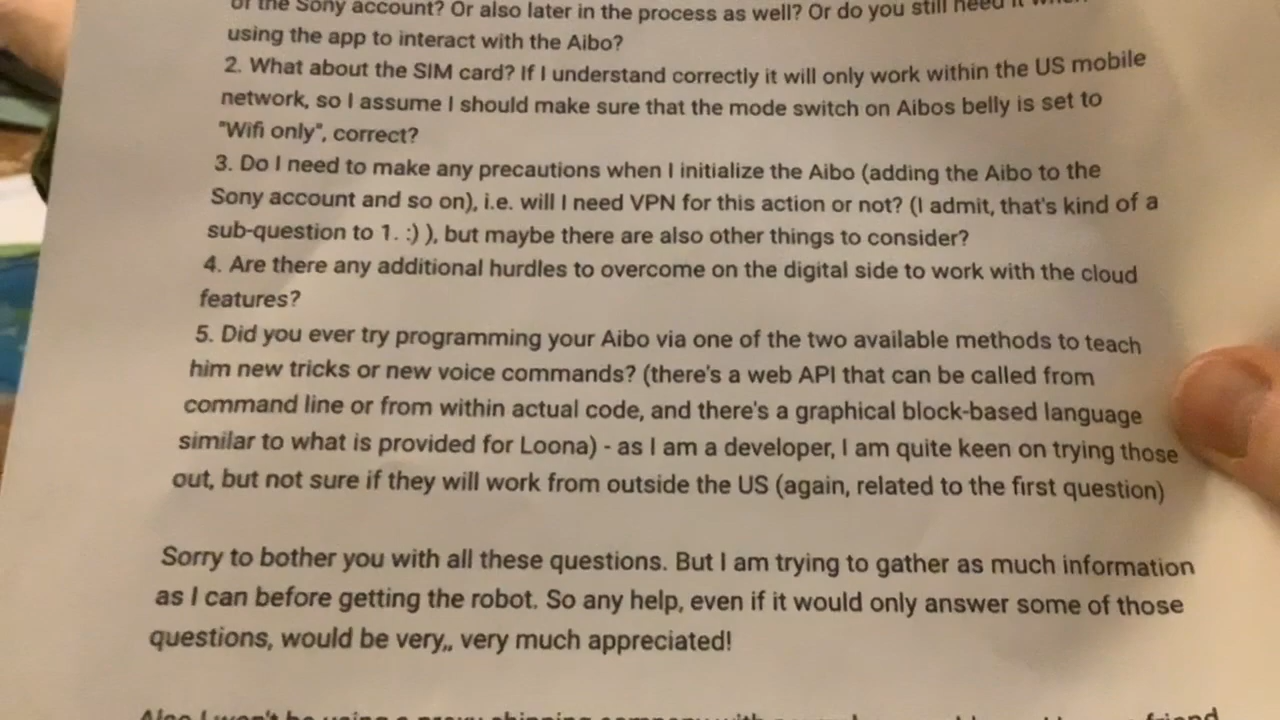 of the Sony account? Or also later in the process as well? Or do you still need it when
using the app to interact with the Aibo?
2. What about the SIM card? If I understand correctly it will only work within the US mobile
network, so I assume I should make sure that the mode switch on Aibos belly is set to
"Wifi only", correct?
3. Do I need to make any precautions when I initialize the Aibo (adding the Aibo to the
Sony account and so on), i.e. will I need VPN for this action or not? (I admit, that's kind of a
sub-question to 1. :) ), but maybe there are also other things to consider?
4. Are there any additional hurdles to overcome on the digital side to work with the cloud
features?
5. Did you ever try programming your Aibo via one of the two available methods to teach
him new tricks or new voice commands? (there's a web API that can be called from
command line or from within actual code, and there's a graphical block-based language
similar to what is provided for Loona) - as I am a developer, I am quite keen on trying those
out, but not sure if they will work from outside the US (again, related to the first question)
Sorry to bother you with all these questions. But I am trying to gather as much information
as I can before getting the robot. So any help, even if it would only answer some of those
questions, would be very,, very much appreciated!
Also I won't be using a proxy shipping company with friend